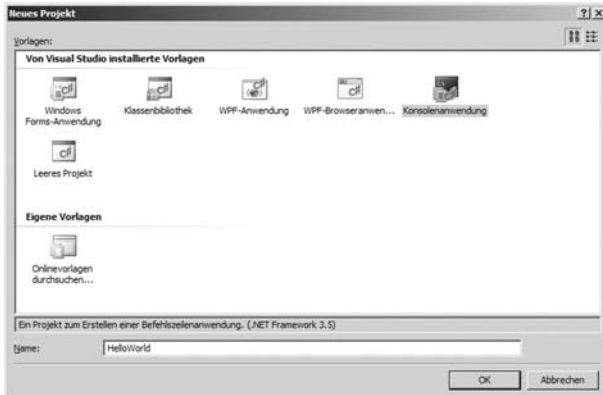 Neues Projekt
Vorlagen:
Von Visual Studio installierte Vorlagen
Windows Forms-Anwendung
Klassenbibliothek
WPF-Anwendung
WPF-Browseranwen...
Konsolenanwendung
Leeres Projekt
Eigene Vorlagen
Onlinevorlagen durchsuchen...
Ein Projekt zum Erstellen einer Befehlszeilenanwendung. (.NET Framework 3.5)
Name:
HelloWorld
OK
Abbrechen